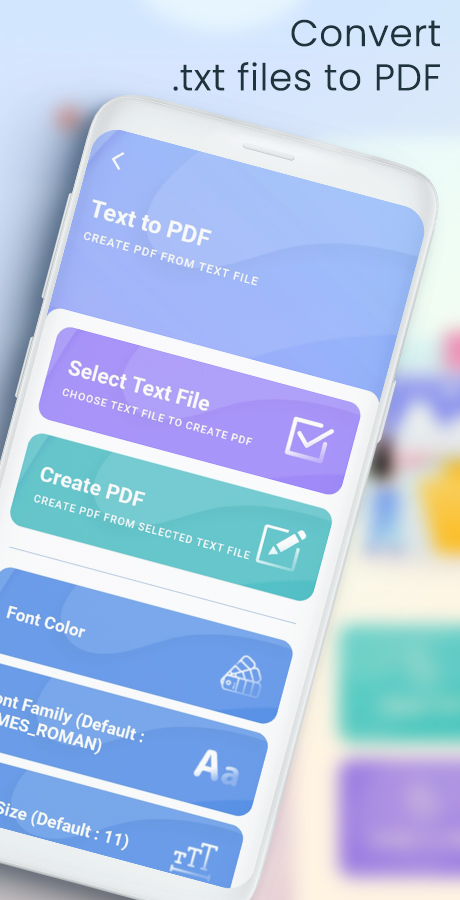 Convert
.txt files to PDF
Text to PDF
CREATE PDF FROM TEXT FILE
Select Text File
CHOOSE TEXT FILE TO CREATE PDF
Create PDF
CREATE PDF FROM SELECTED TEXT FILE
Font Color
ont Family (Default :
MES_ROMAN)
Aa
Size (Default : 11)
TTT